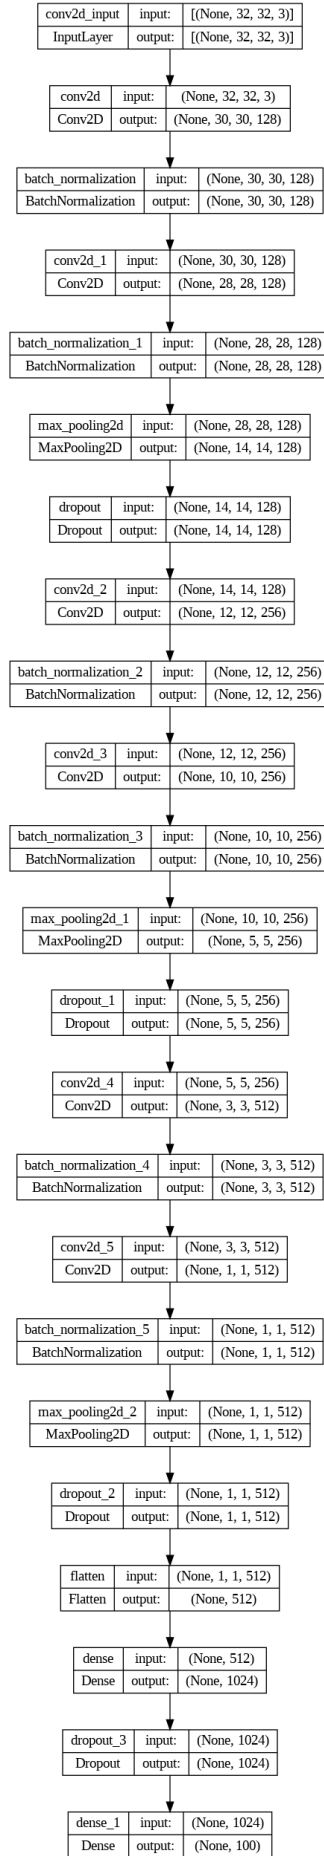 conv2d_input input: [(None, 32, 32, 3)]
InputLayer output: [(None, 32, 32, 3)]
conv2d input: (None, 32, 32, 3)
Conv2D output: (None, 30, 30, 128)
batch_normalization input: (None, 30, 30, 128)
BatchNormalization output: (None, 30, 30, 128)
conv2d_1 input: (None, 30, 30, 128)
Conv2D output: (None, 28, 28, 128)
batch_normalization_1 input: (None, 28, 28, 128)
BatchNormalization output: (None, 28, 28, 128)
max_pooling2d input: (None, 28, 28, 128)
MaxPooling2D output: (None, 14, 14, 128)
dropout input: (None, 14, 14, 128)
Dropout output: (None, 14, 14, 128)
conv2d_2 input: (None, 14, 14, 128)
Conv2D output: (None, 12, 12, 256)
batch_normalization_2 input: (None, 12, 12, 256)
BatchNormalization output: (None, 12, 12, 256)
conv2d_3 input: (None, 12, 12, 256)
Conv2D output: (None, 10, 10, 256)
batch_normalization_3 input: (None, 10, 10, 256)
BatchNormalization output: (None, 10, 10, 256)
max_pooling2d_1 input: (None, 10, 10, 256)
MaxPooling2D output: (None, 5, 5, 256)
dropout_1 input: (None, 5, 5, 256)
Dropout output: (None, 5, 5, 256)
conv2d_4 input: (None, 5, 5, 256)
Conv2D output: (None, 3, 3, 512)
batch_normalization_4 input: (None, 3, 3, 512)
BatchNormalization output: (None, 3, 3, 512)
conv2d_5 input: (None, 3, 3, 512)
Conv2D output: (None, 1, 1, 512)
batch_normalization_5 input: (None, 1, 1, 512)
BatchNormalization output: (None, 1, 1, 512)
max_pooling2d_2 input: (None, 1, 1, 512)
MaxPooling2D output: (None, 1, 1, 512)
dropout_2 input: (None, 1, 1, 512)
Dropout output: (None, 1, 1, 512)
flatten input: (None, 1, 1, 512)
Flatten output: (None, 512)
dense input: (None, 512)
Dense output: (None, 1024)
dropout_3 input: (None, 1024)
Dropout output: (None, 1024)
dense_1 input: (None, 1024)
Dense output: (None, 100)